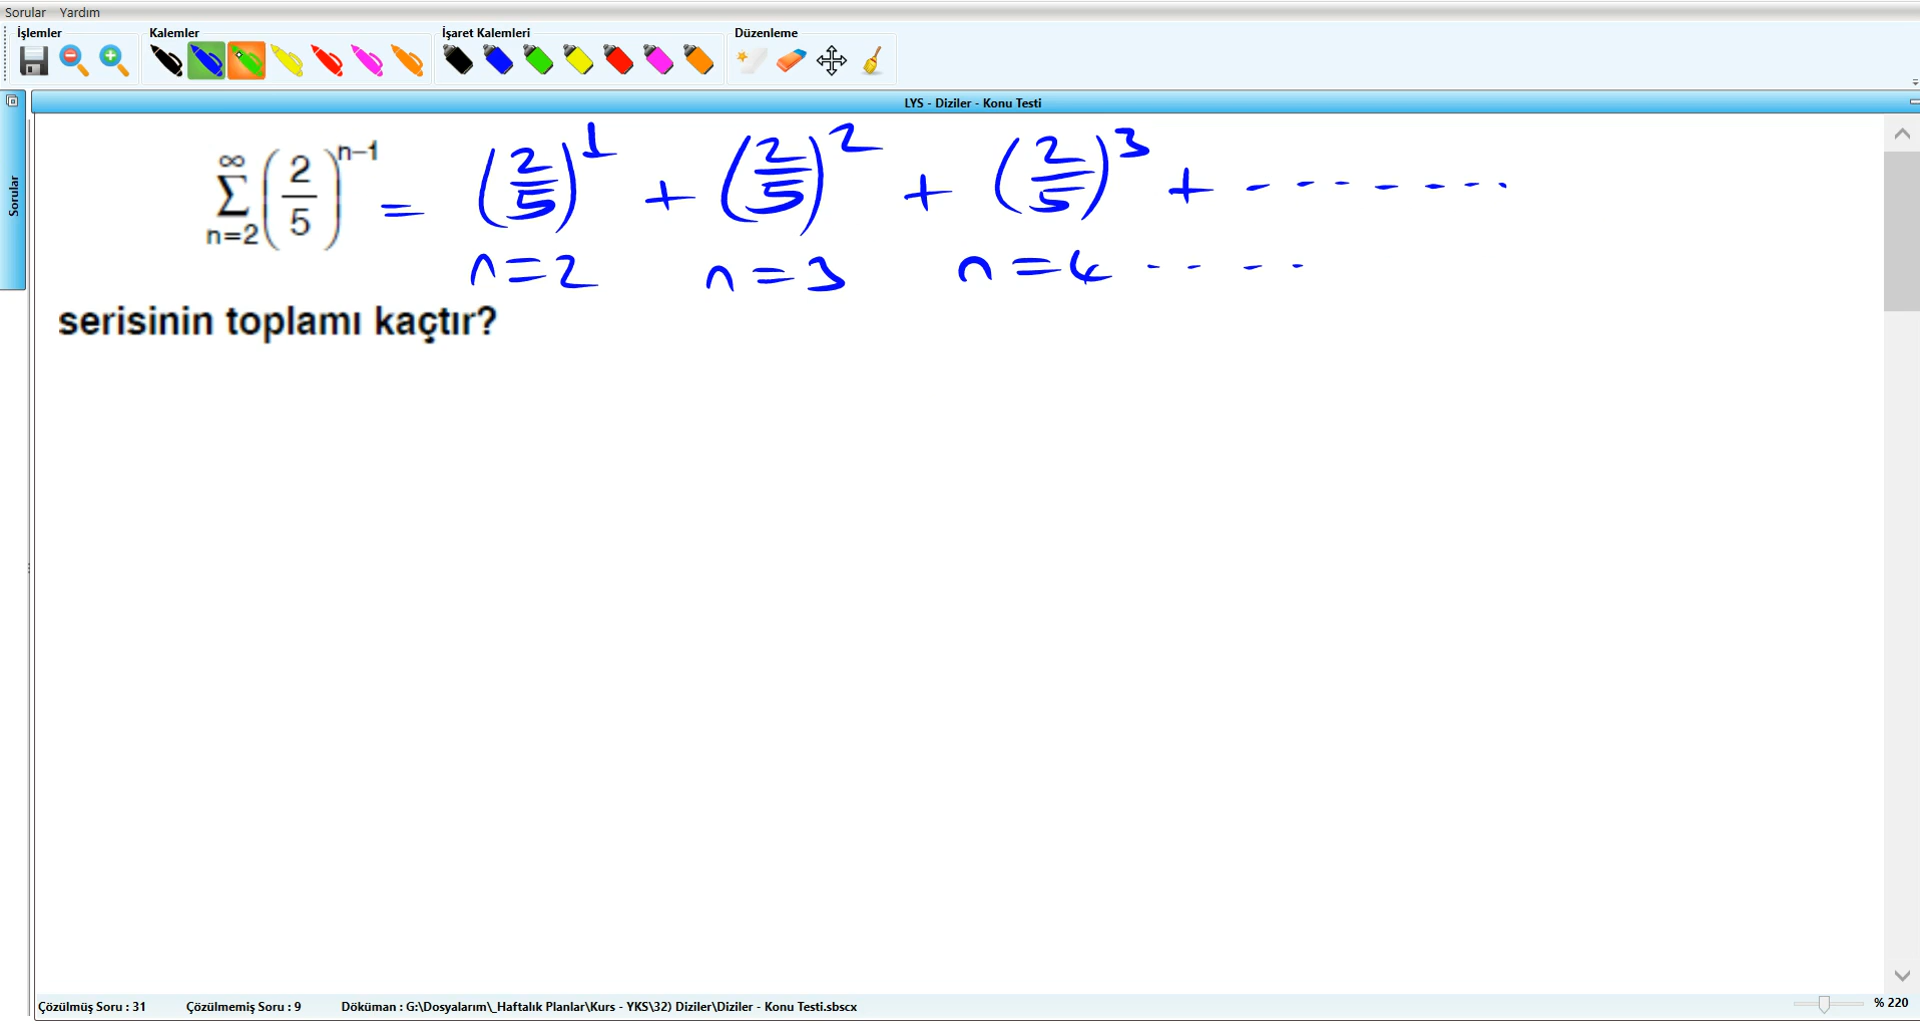 Sorular Yardım
İşlemler Kalemler İşaret Kalemleri Düzenleme
LYS - Diziler - Konu Testi
Sorular
∞ ∑ n=2 (2/5)^n−1 = (2/5)^1 + (2/5)^2 + (2/5)^3 + - - - - - - - -
n=2 n=3 n=4 - - - - -
serisinin toplamı kaçtır?
Çözülmüş Soru : 31 Çözülmemiş Soru : 9 Döküman : G:\Dosyalarım\_Haftalık Planlar\Kurs - YKS\32) Diziler\Diziler - Konu Testi.sbscx % 220